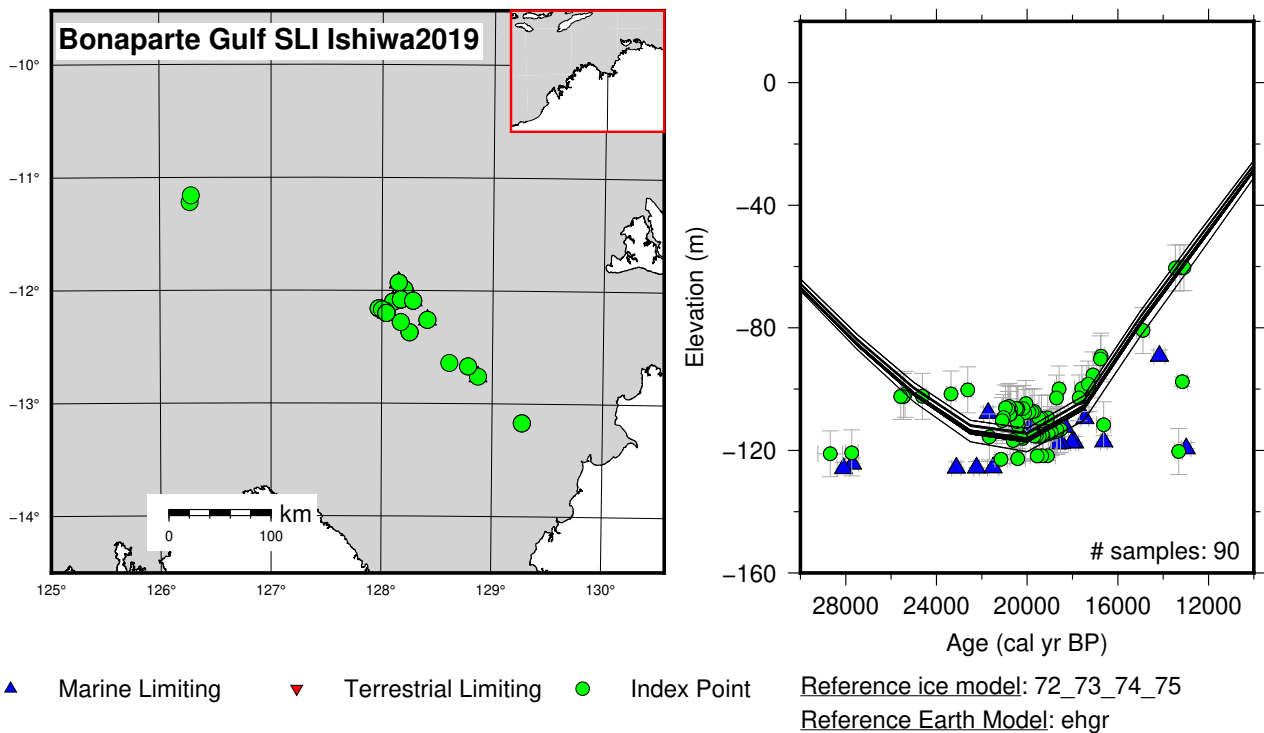 Bonaparte Gulf SLI Ishiwa2019
−10°
−11°
−12°
−13°
−14°
km
0 100
125° 126° 127° 128° 129° 130°
Elevation (m)
0
−40
−80
−120
−160
# samples: 90
28000 24000 20000 16000 12000
Age (cal yr BP)
Marine Limiting Terrestrial Limiting Index Point
Reference ice model: 72_73_74_75
Reference Earth Model: ehgr